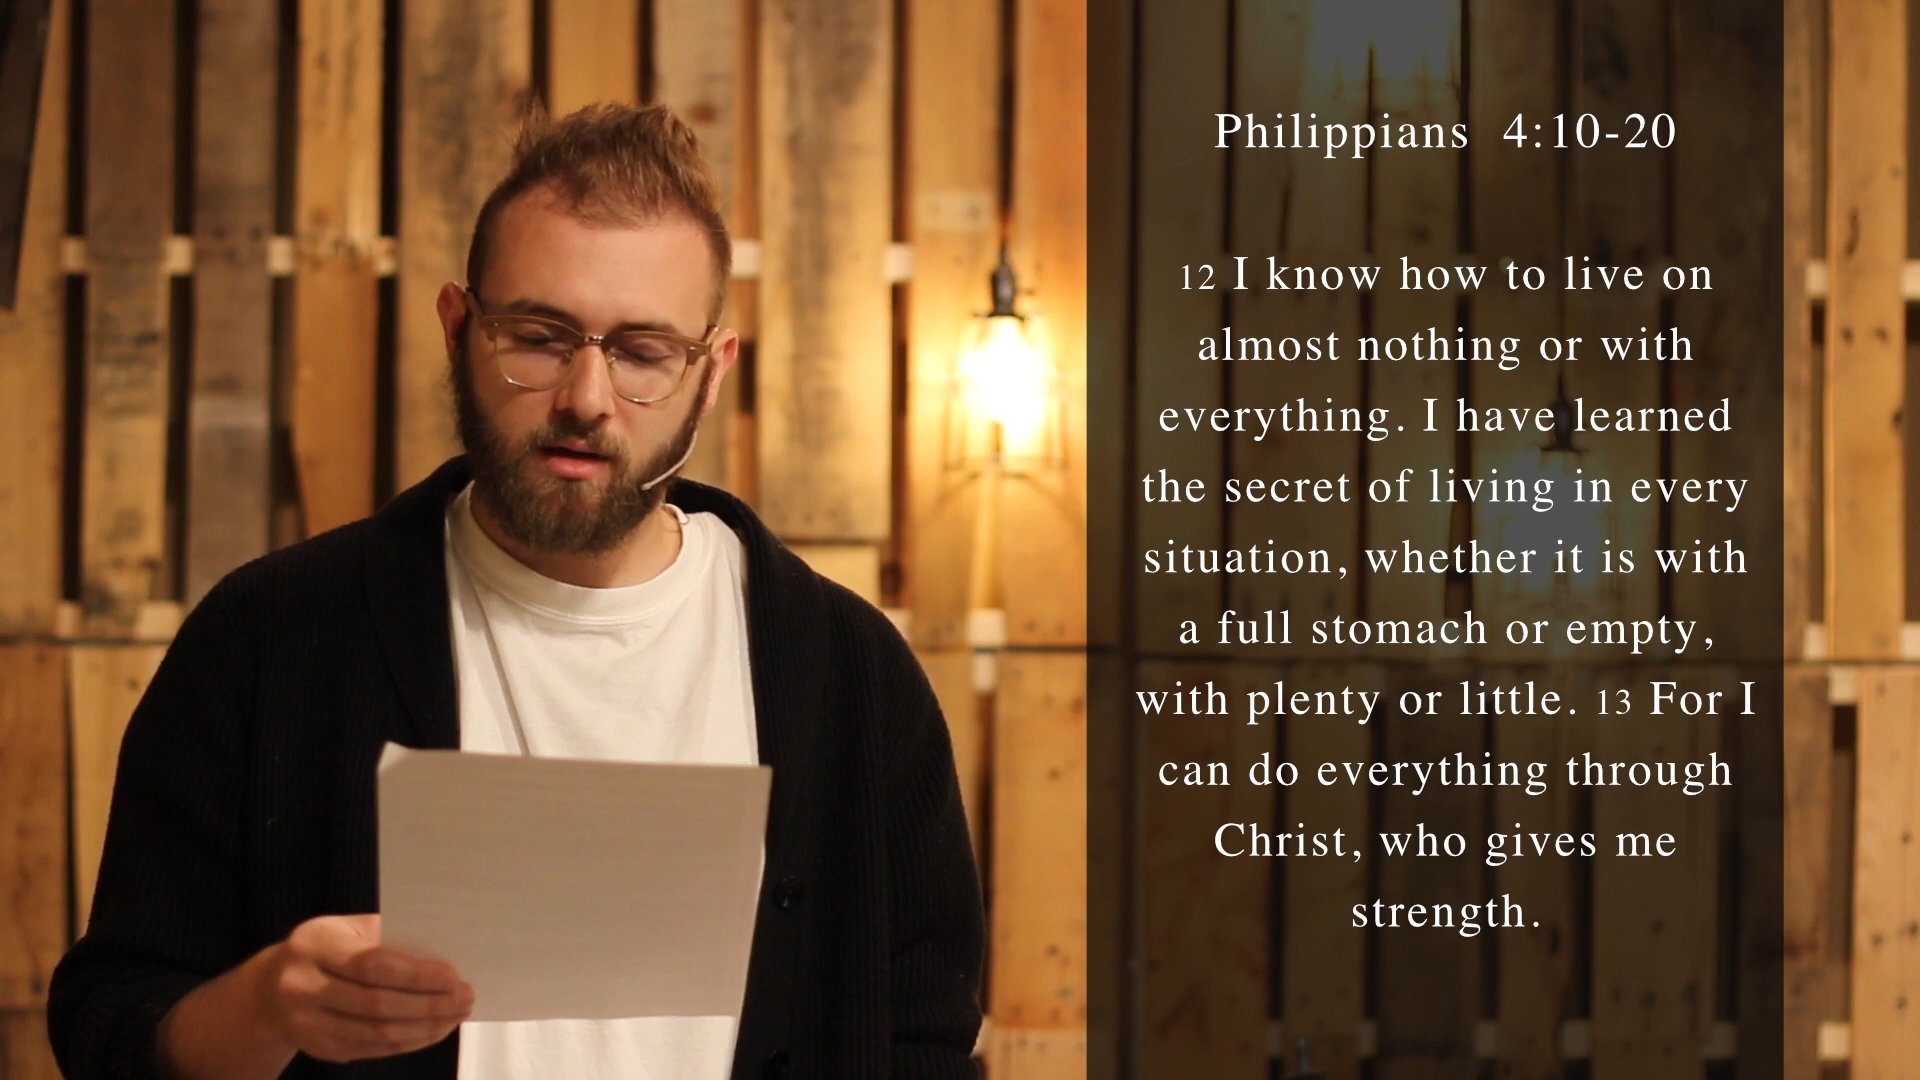 Philippians 4:10-20
12 I know how to live on
almost nothing or with
everything. I have learned
the secret of living in every
situation, whether it is with
a full stomach or empty,
with plenty or little. 13 For I
can do everything through
Christ, who gives me
strength.